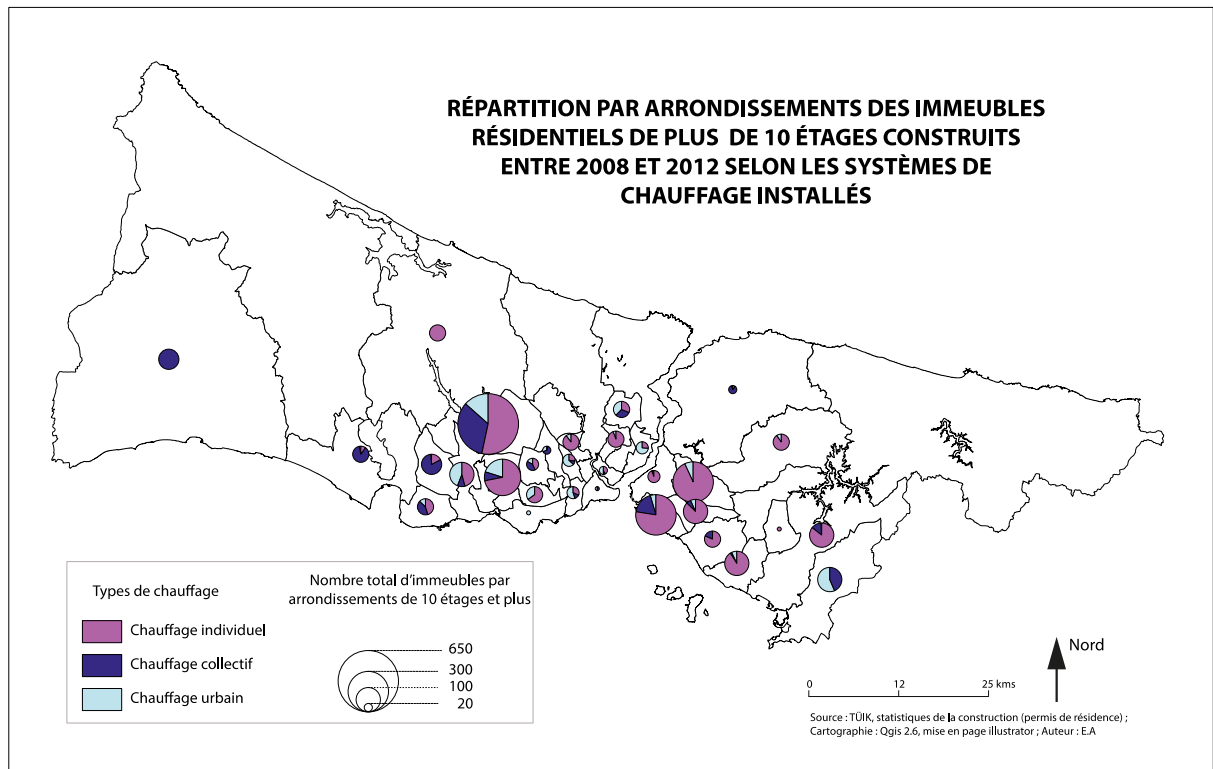 RÉPARTITION PAR ARRONDISSEMENTS DES IMMEUBLES
RÉSIDENTIELS DE PLUS DE 10 ÉTAGES CONSTRUITS
ENTRE 2008 ET 2012 SELON LES SYSTÈMES DE
CHAUFFAGE INSTALLÉS
Types de chauffage
Chauffage individuel
Chauffage collectif
Chauffage urbain
Nombre total d'immeubles par
arrondissements de 10 étages et plus
650
300
100
20
Nord
0 12 25 kms
Source : TÜIK, statistiques de la construction (permis de résidence) ;
Cartographie : Qgis 2.6, mise en page illustrator ; Auteur : E.A